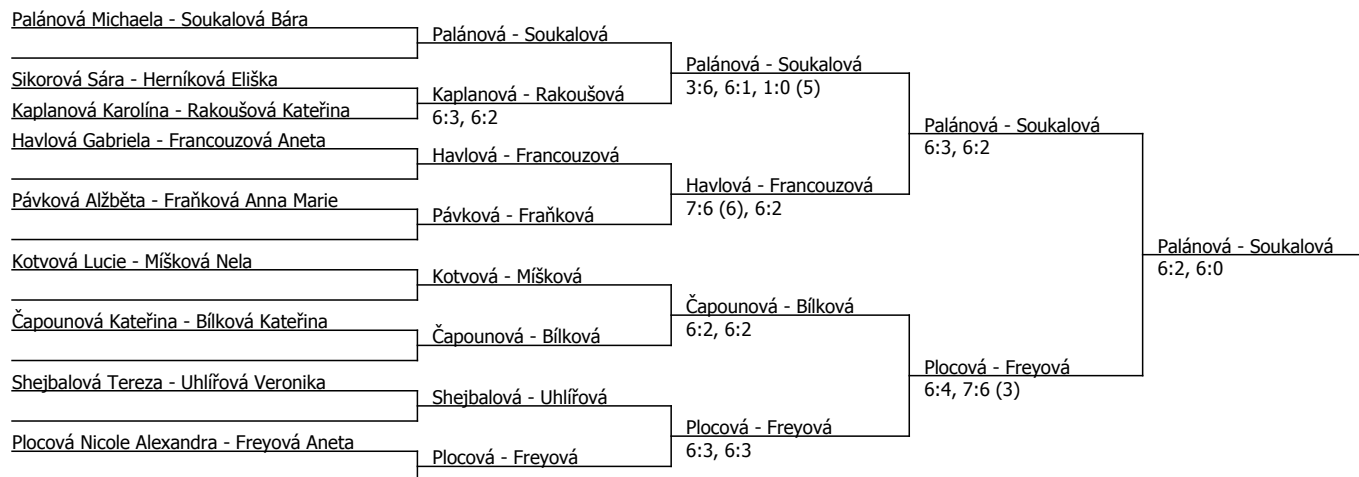 Palánová Michaela - Soukalová Bára
Sikorová Sára - Herníková Eliška
Kaplanová Karolína - Rakoušová Kateřina
Havlová Gabriela - Francouzová Aneta
Pávková Alžběta - Fraňková Anna Marie
Kotvová Lucie - Míšková Nela
Čapounová Kateřina - Bílková Kateřina
Shejbalová Tereza - Uhlířová Veronika
Plocová Nicole Alexandra - Freyová Aneta
Palánová - Soukalová
Kaplanová - Rakoušová
6:3, 6:2
Havlová - Francouzová
Pávková - Fraňková
Kotvová - Míšková
Čapounová - Bílková
Shejbalová - Uhlířová
Plocová - Freyová
Palánová - Soukalová
3:6, 6:1, 1:0 (5)
Havlová - Francouzová
7:6 (6), 6:2
Čapounová - Bílková
6:2, 6:2
Plocová - Freyová
6:3, 6:3
Palánová - Soukalová
6:3, 6:2
Plocová - Freyová
6:4, 7:6 (3)
Palánová - Soukalová
6:2, 6:0